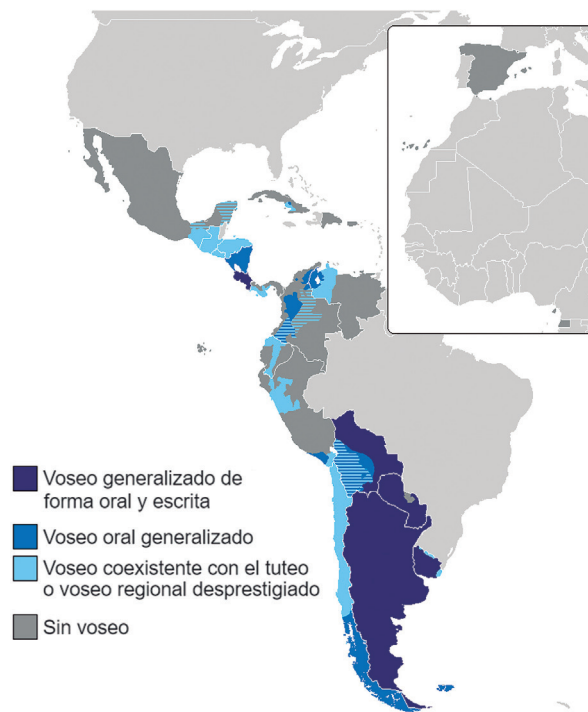 Voseo generalizado de
forma oral y escrita
Voseo oral generalizado
Voseo coexistente con el tuteo
o voseo regional desprestigiado
Sin voseo